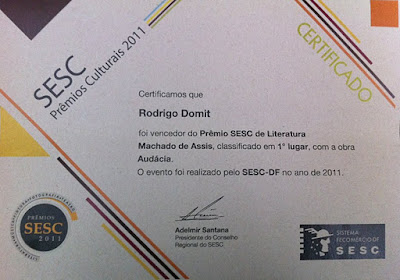 SESC
Prêmios Culturais 2011
CERTIFICADO
Certificamos que
Rodrigo Domit
foi vencedor do Prêmio SESC de Literatura
Machado de Assis, classificado em 1º lugar, com a obra
Audácia.
O evento foi realizado pelo SESC-DF no ano de 2011.
Adelmir Santana
Presidente do Conselho
Regional do SESC
PRÊMIOS
SESC
2011
SISTEMA
FECOMÉRCIO DF
SESC